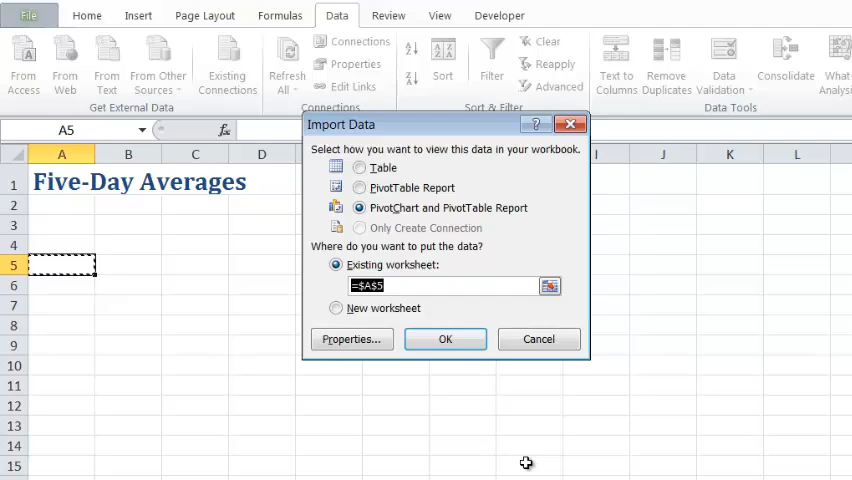 File Home Insert Page Layout Formulas Data Review View Developer
From Access
From Web
From Text
From Other Sources
Existing Connections
Get External Data
Refresh All
Connections
Properties
Edit Links
Connections
Sort
Filter
Clear
Reapply
Advanced
Sort & Filter
Text to Columns
Remove Duplicates
Data Validation
Consolidate
What-
Analysi
Data Tools
A5 fx
A B C D I J K L
1 Five-Day Averages
2
3
4
5
6
7
8
9
10
11
12
13
14
15
Import Data
Select how you want to view this data in your workbook.
Table
PivotTable Report
PivotChart and PivotTable Report
Only Create Connection
Where do you want to put the data?
Existing worksheet:
=$A$5
New worksheet
Properties... OK Cancel